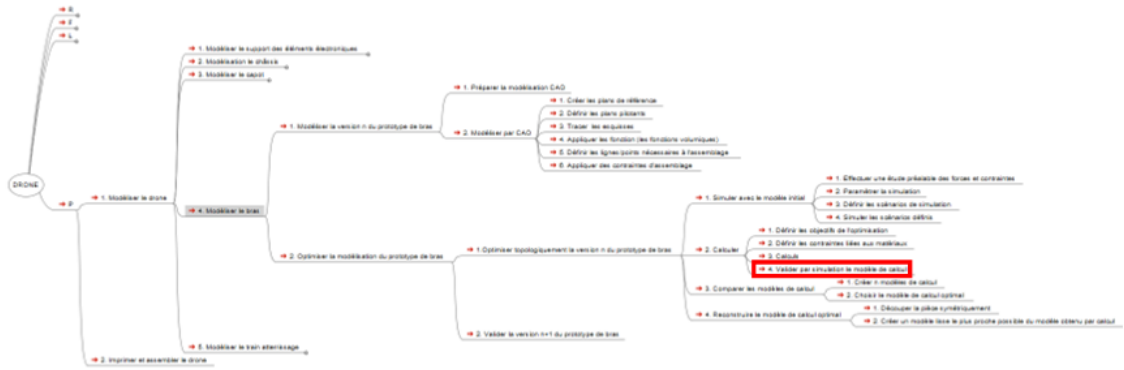 R
F
L
1. Modéliser le support des éléments électroniques
2. Modélisation le châssis
3. Modéliser le capot
1. Préparer la modélisation CAO
1. Créer les plans de référence
2. Définir les plans pilotants
1. Modéliser la version n du prototype de bras
2. Modéliser par CAO
3. Tracer les esquisses
4. Appliquer les fonction (les fonctions volumiques)
5. Définir les lignes/points nécessaires à l'assemblage
6. Appliquer des contraintes d'assemblage
DRONE
P
1. Modéliser le drone
4. Modéliser le bras
1. Effectuer une étude préalable des forces et contraintes
2. Paramétrer la simulation
1. Simuler avec le modèle initial
3. Définir les scénarios de simulation
4. Simuler les scénarios définis
1. Définir les objectifs de l'optimisation
2. Optimiser la modélisation du prototype de bras
1.Optimiser topologiquement la version n du prototype de bras
2. Calculer
2. Définir les contraintes liées aux matériaux
3. Calculs
4. Valider par simulation le modèle de calcul
3. Comparer les modèles de calcul
1. Créer n modèles de calcul
2. Choisir le modèle de calcul optimal
4. Reconstruire le modèle de calcul optimal
1. Découper la pièce symétriquement
2. Créer un modèle lisse le plus proche possible du modèle obtenu par calcul
2. Valider la version n+1 du prototype de bras
5. Modéliser le train atterrissage
2. Imprimer et assembler le drone